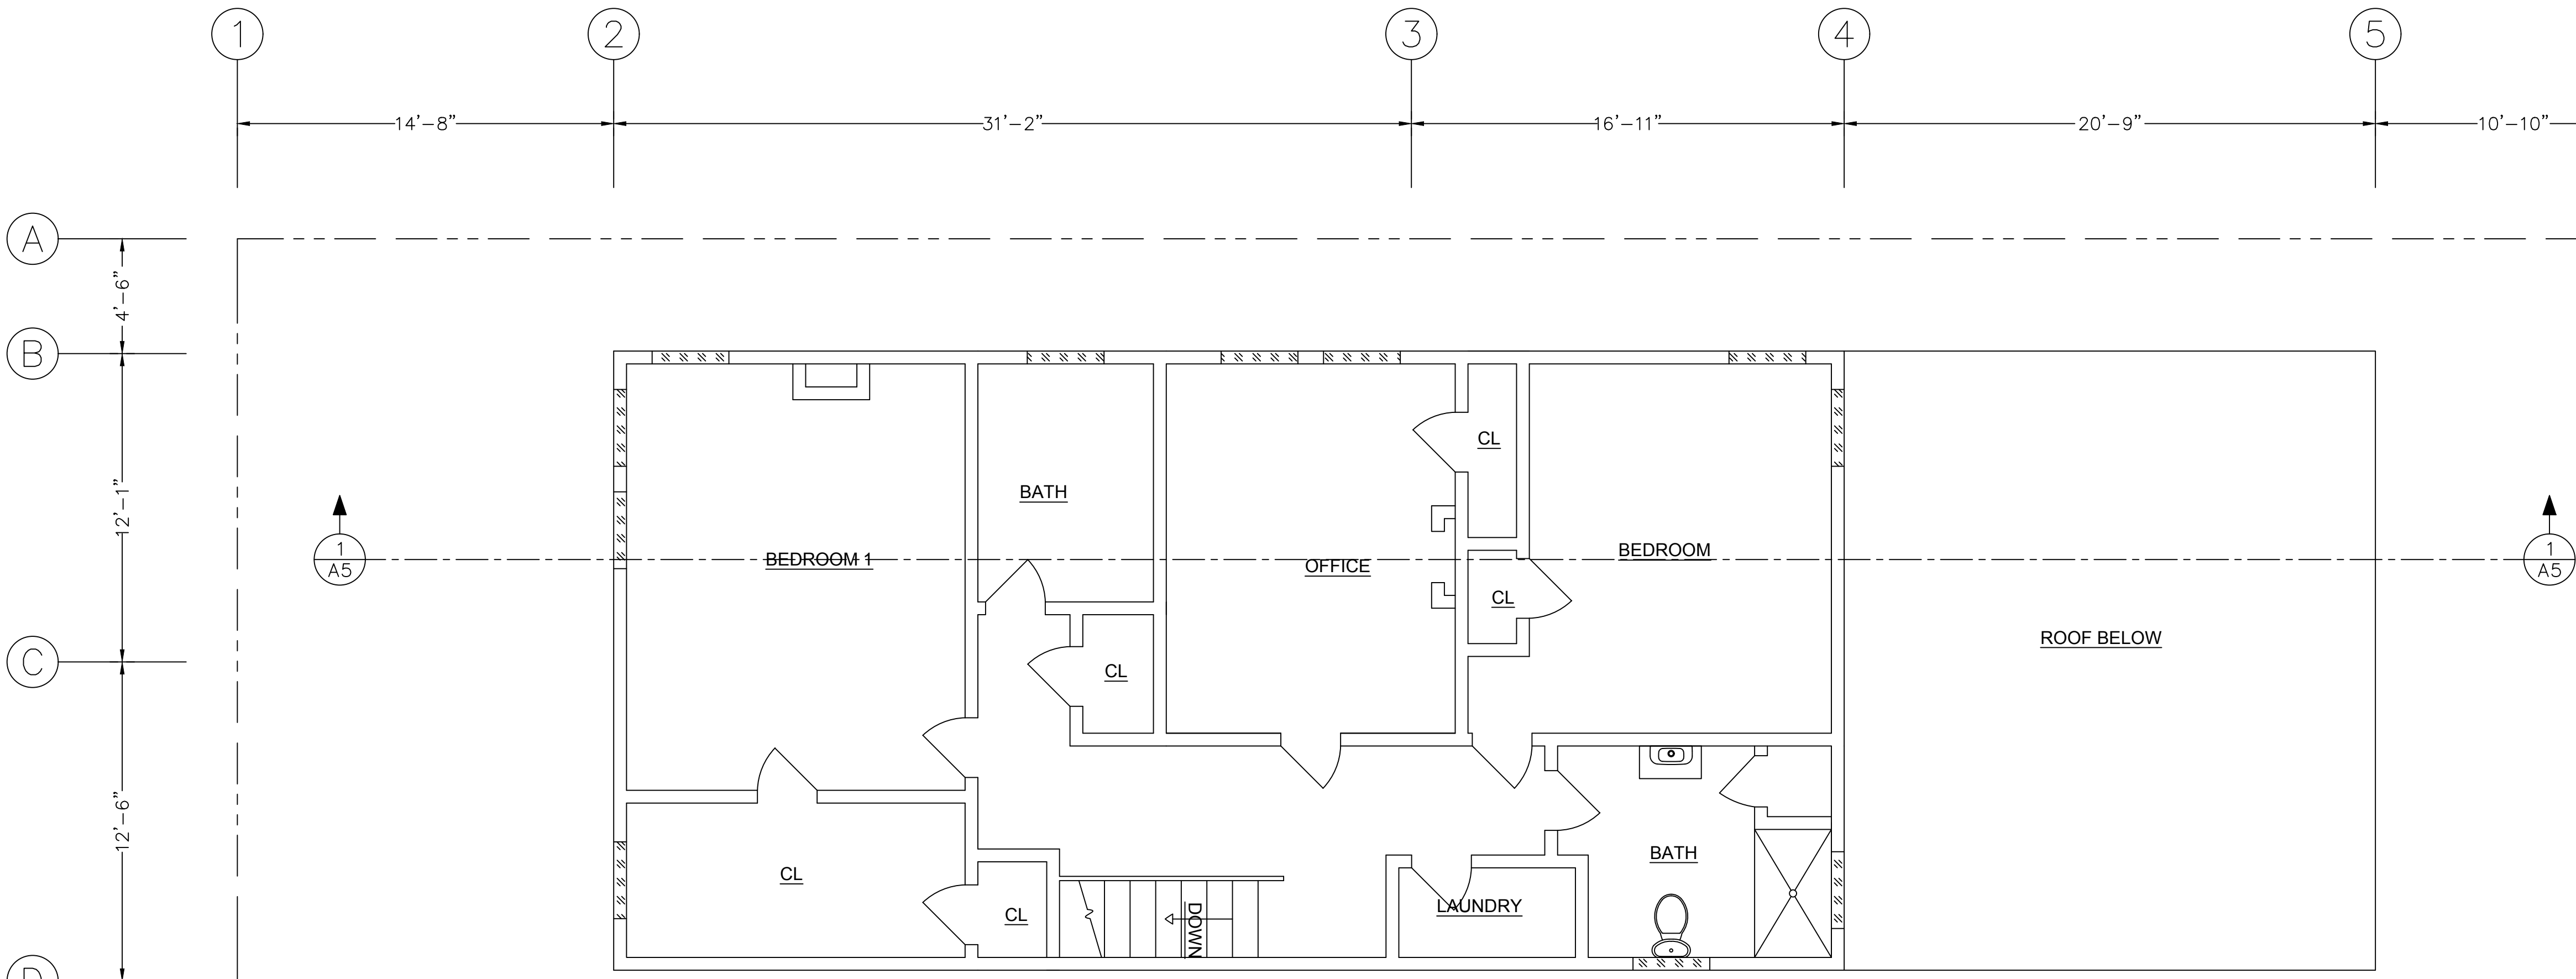 1 2 3 4 5
14'-8" 31'-2" 16'-11" 20'-9" 10'-10"
A
4'-6"
B
12'-1"
C
12'-6"
D
CL
BATH
1
A5
BEDROOM 1
OFFICE
BEDROOM
1
A5
CL
ROOF BELOW
CL
BATH
CL
CL
LAUNDRY
DOWN